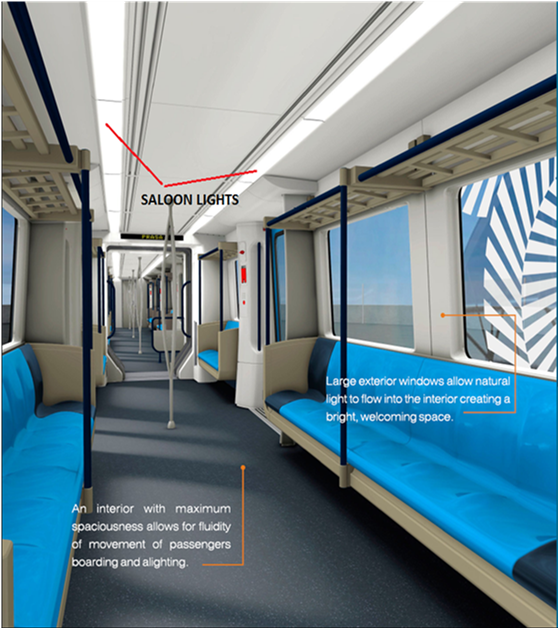 SALOON LIGHTS
PRASA
Large exterior windows allow natural
light to flow into the interior creating a
bright, welcoming space.
An interior with maximum
spaciousness allows for fluidity
of movement of passengers
boarding and alighting.